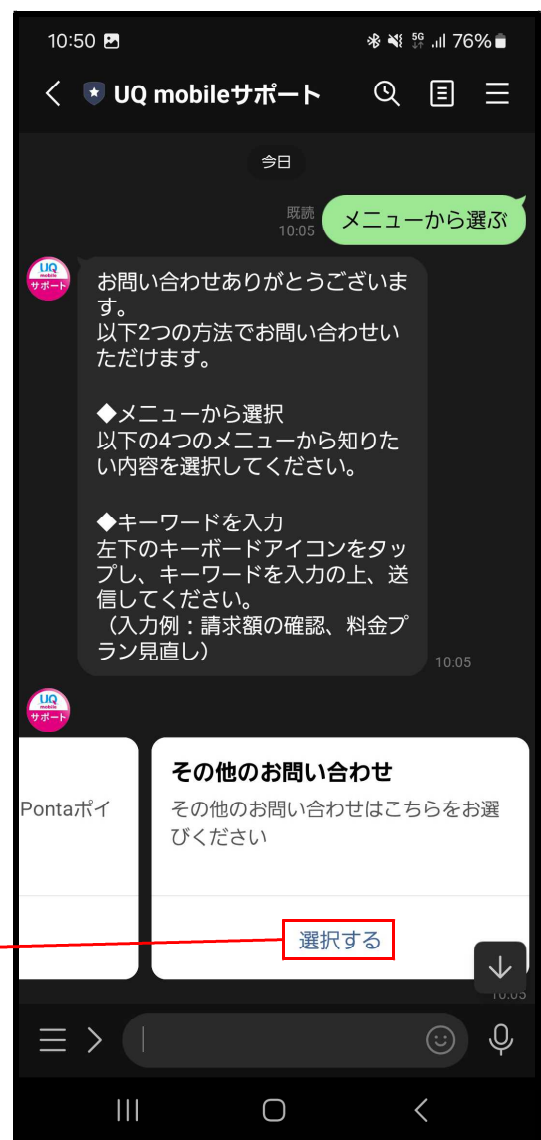 10:50
5G 76%
UQ mobileサポート
今日
既読
10:05
メニューから選ぶ
UQ
mobile
サポート
お問い合わせありがとうございま
す。
以下2つの方法でお問い合わせい
ただけます。
◆メニューから選択
以下の4つのメニューから知りた
い内容を選択してください。
◆キーワードを入力
左下のキーボードアイコンをタッ
プし、キーワードを入力の上、送
信してください。
（入力例：請求額の確認、料金プ
ラン見直し）
10:05
UQ
mobile
サポート
Pontaポイ
その他のお問い合わせ
その他のお問い合わせはこちらをお選
びください
選択する
10:05